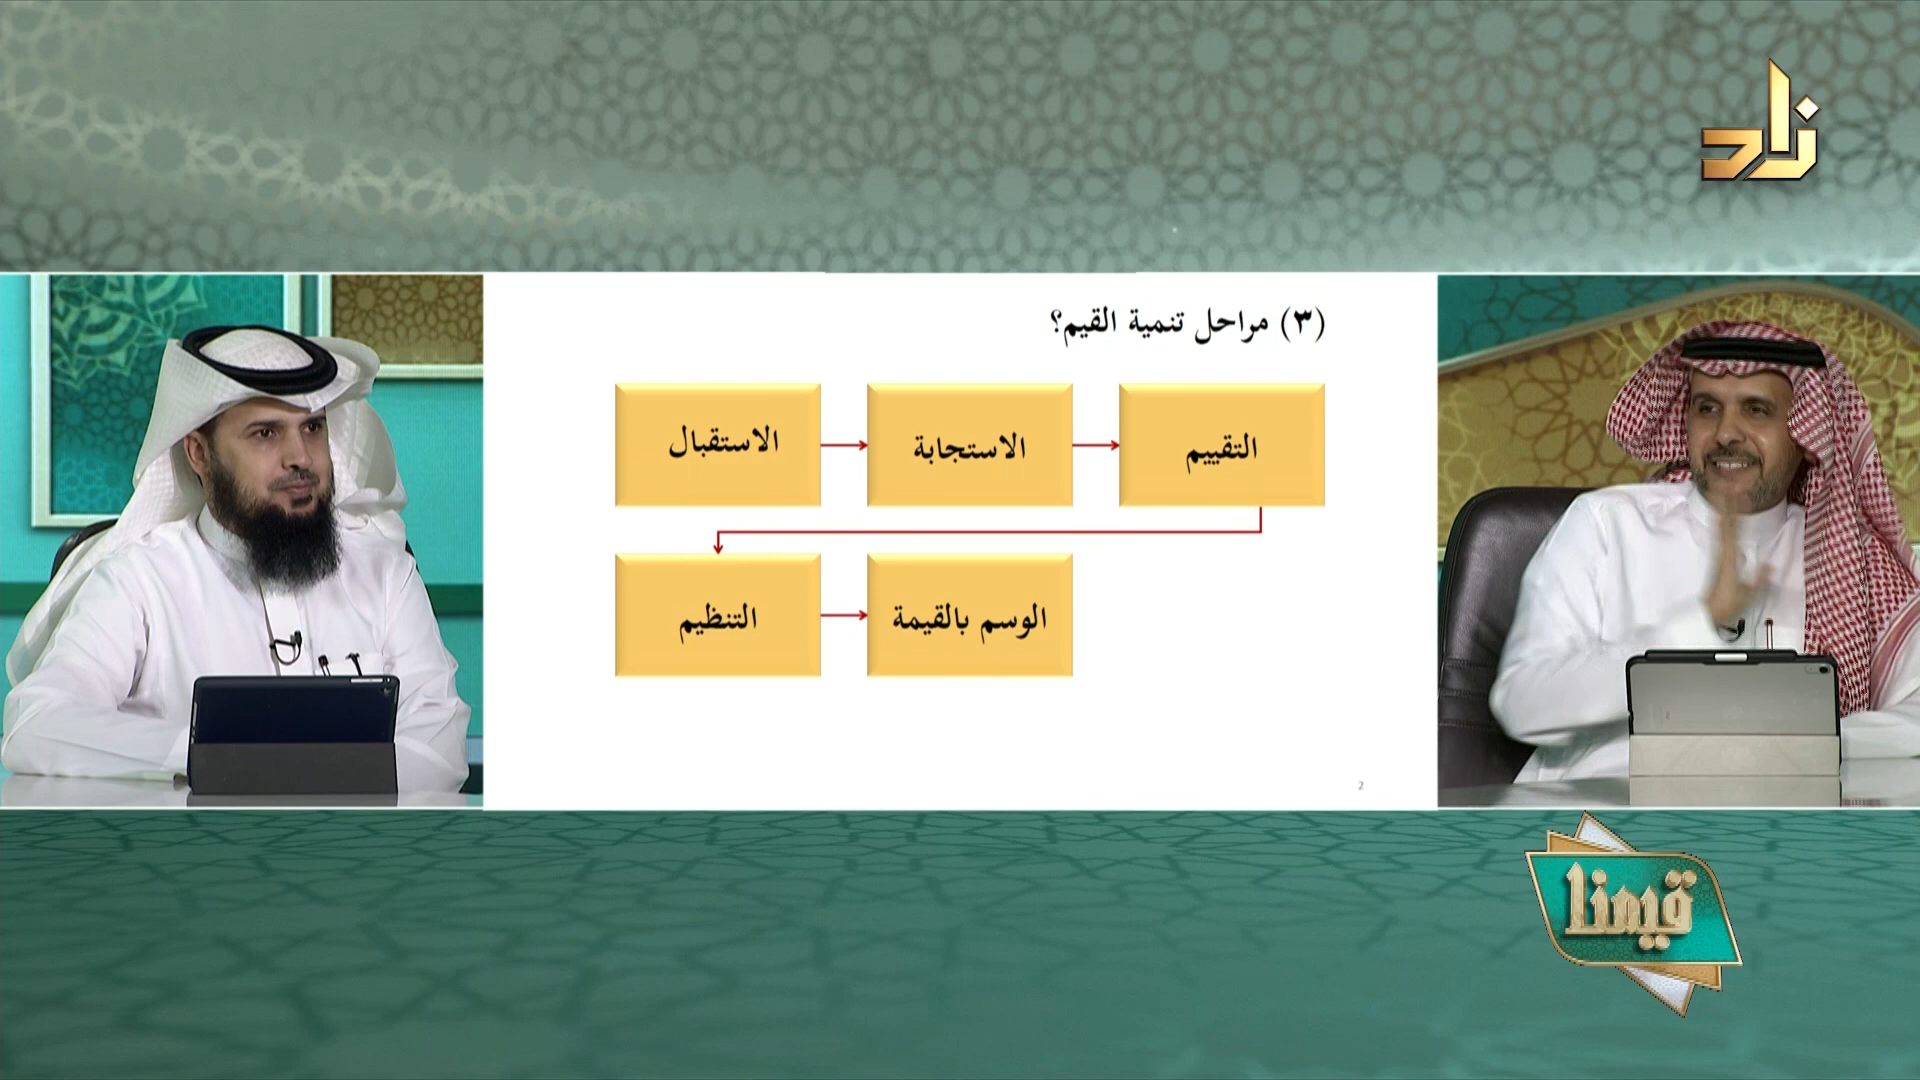 زاد
(٣) مراحل تنمية القيم؟
الاستقبال
الاستجابة
التقييم
التنظيم
الوسم بالقيمة
2
قيمنا